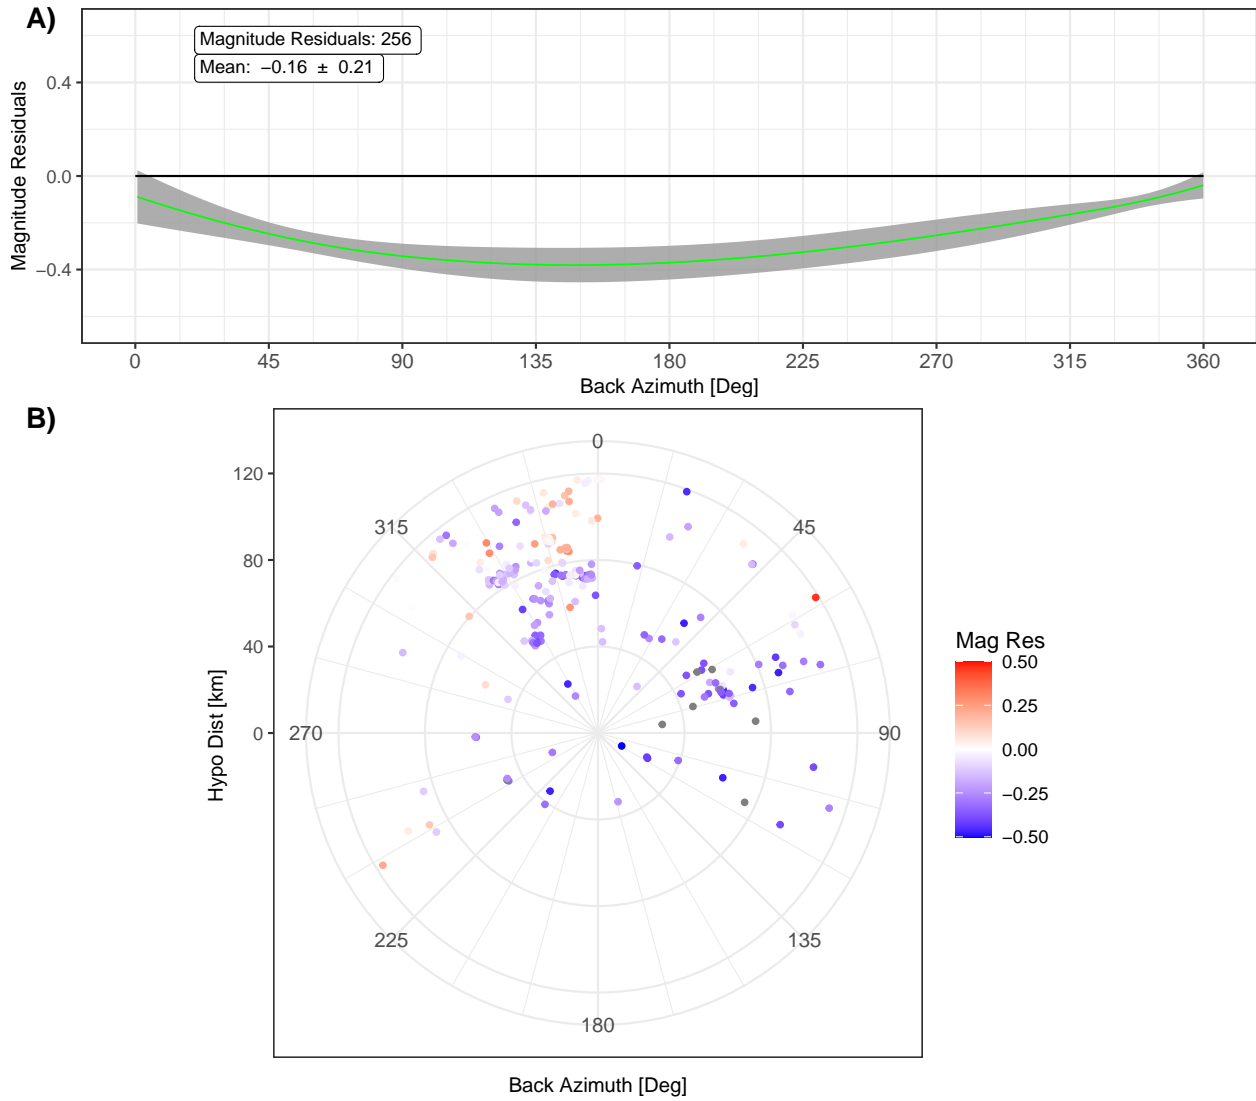 A)
Magnitude Residuals: 256
Mean: −0.16 ± 0.21
0.4
0.0
−0.4
Magnitude Residuals
0 45 90 135 180 225 270 315 360
Back Azimuth [Deg]
B)
0
45
90
135
180
225
270
315
120
80
40
0
Hypo Dist [km]
Back Azimuth [Deg]
Mag Res
0.50
0.25
0.00
−0.25
−0.50